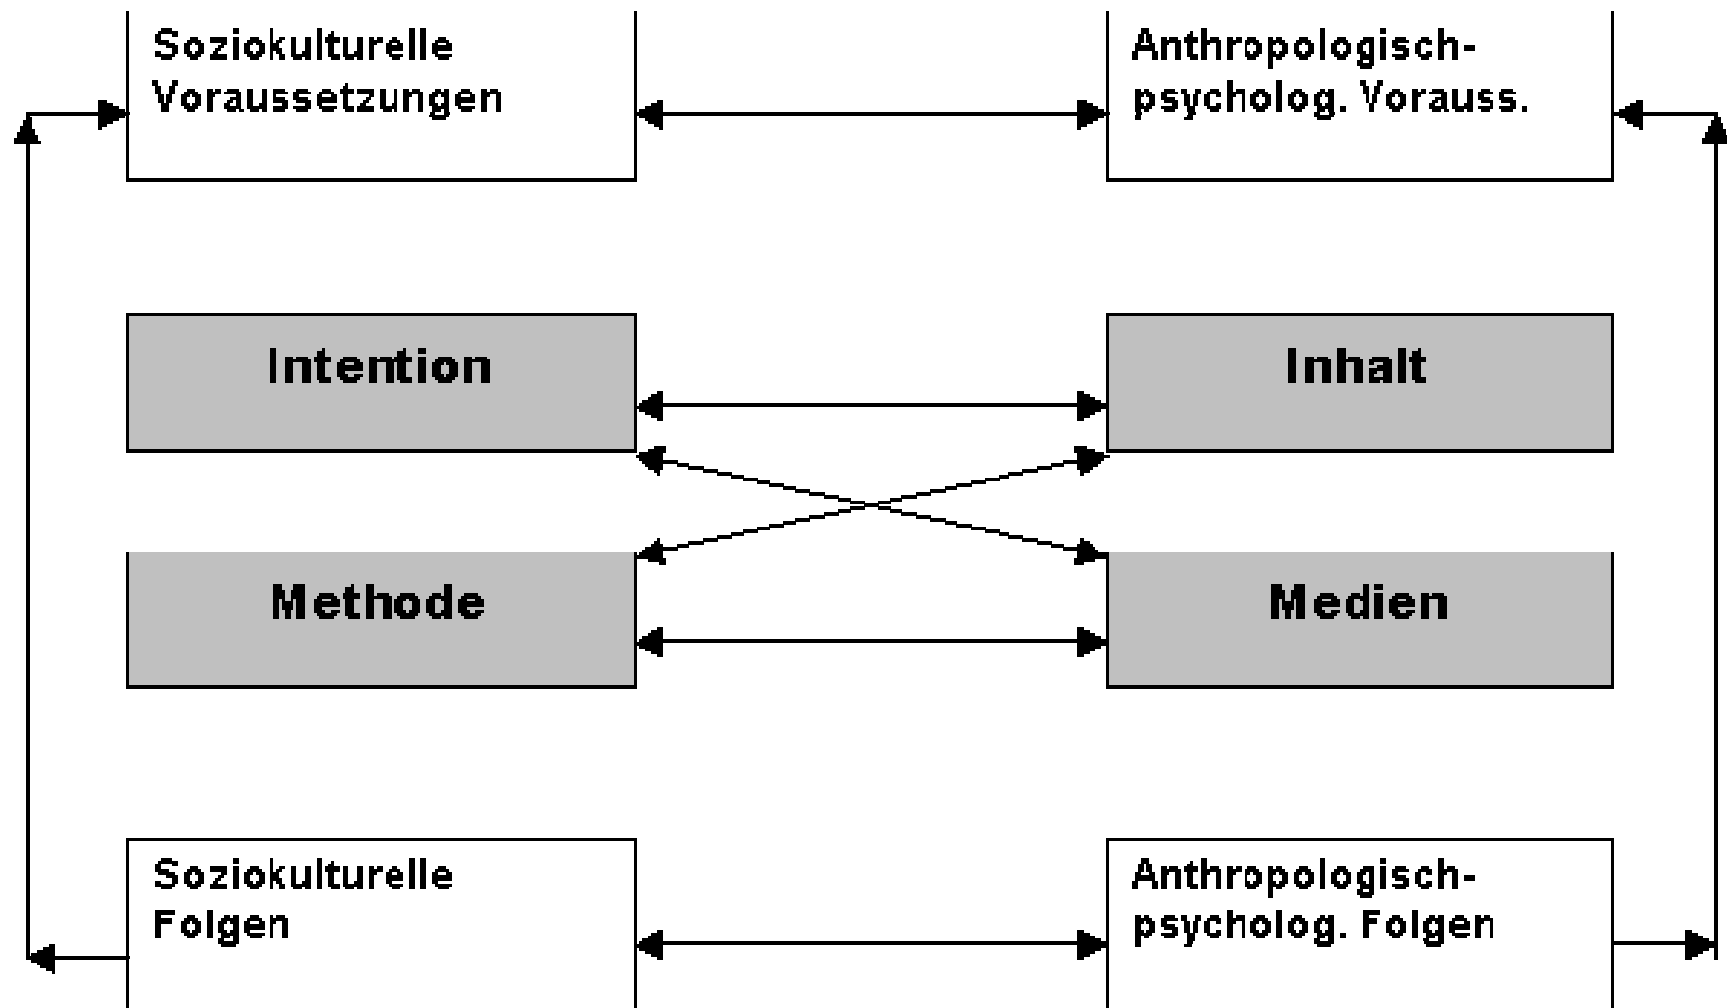 Soziokulturelle
Voraussetzungen
Anthropologisch-
psycholog. Vorauss.
Intention
Inhalt
Methode
Medien
Soziokulturelle
Folgen
Anthropologisch-
psycholog. Folgen